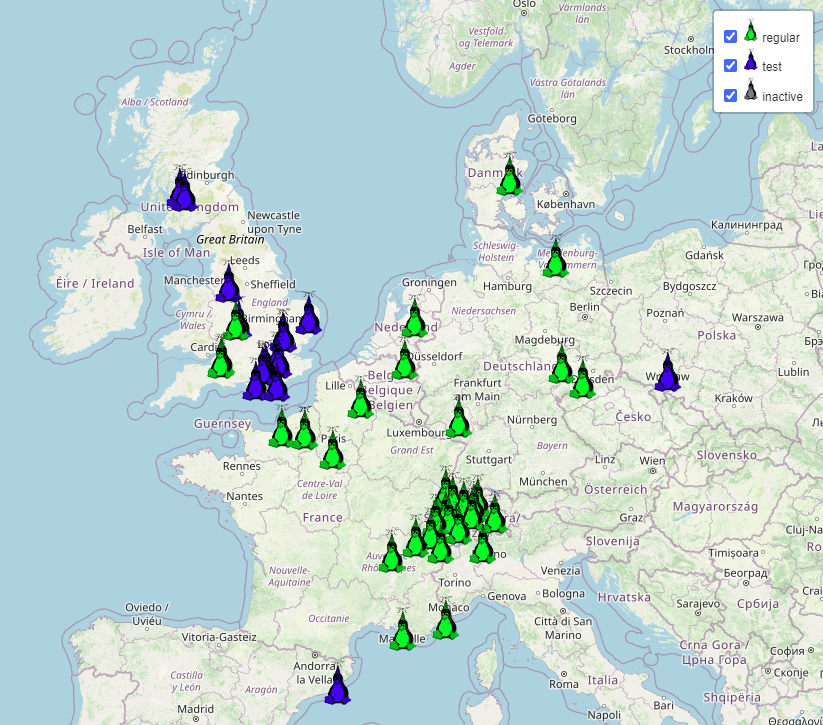 Oslo
Värmlands
län
Vestfold
og Telemark
Stockholm
Agder
Västra Götalands
län
regular
test
inactive
Alba / Scotland
Göteborg
Edinburgh
Danmark
København
United Kingdom
Newcastle
upon Tyne
Belfast
Great Britain
Isle of Man
Leeds
Калининград
Gdańsk
Schleswig-
Holstein
Éire / Ireland
Manchester
Sheffield
Groningen
Hamburg
Szczecin
Bydgoszcz
England
Birmingham
Cymru /
Wales
Niedersachsen
Berlin
Poznań
Warszawa
Polska
Nederland
Magdeburg
Cardiff
Düsseldorf
Deutschland
Dresden
Wrocław
Lublin
Lille
België /
Belgique /
Belgien
Frankfurt
am Main
Kraków
Česko
Guernsey
Luxembourg
Nürnberg
Paris
Grand Est
Bayern
Rennes
Stuttgart
Linz
Wien
Slovensko
Centre-Val
de Loire
München
Nantes
Österreich
Magyarország
France
Graz
Cluj-N
Slovenija
Timișoara
Nouvelle-
Aquitaine
Torino
Venezia
Београд
Genova
Bologna
Hrvatska
Србија
Oviedo /
Uviéu
Monaco
Sarajevo
Occitanie
Città di San
Marino
Vitoria-Gasteiz
Marseille
Crna Gora /
Црна Гора
София
Andorra
la Vella
Skopje
Castilla
y León
Aragón
Roma
Italia
Shqipëria
Madrid
Bari
Napoli